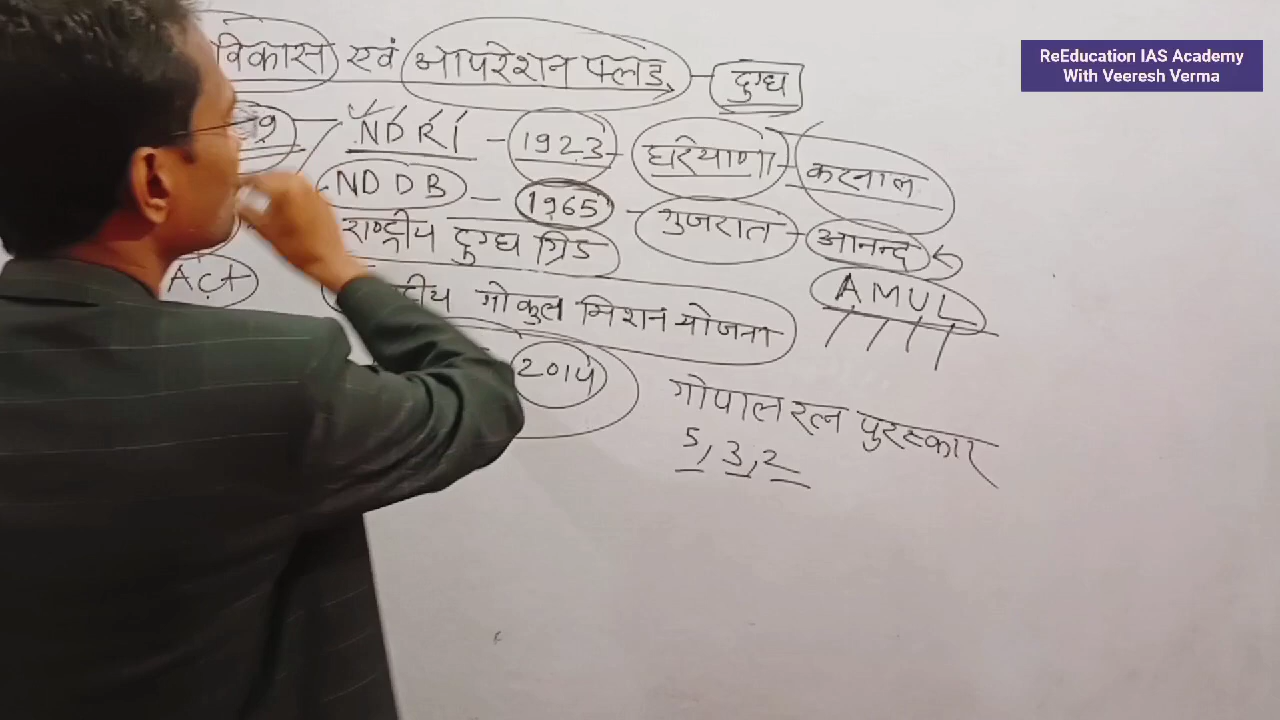 विकास एवं आपरेशन फ्लड - दुग्ध
ReEducation IAS Academy
With Veeresh Verma
NDRI - 1923 - हरियाणा - करनाल
NDDB - 1965 - गुजरात - आनन्द
राष्ट्रीय दुग्ध ग्रिड
Act
गोकुल मिशन योजना
AMUL
2014
गोपाल रत्न पुरस्कार
5, 3, 2